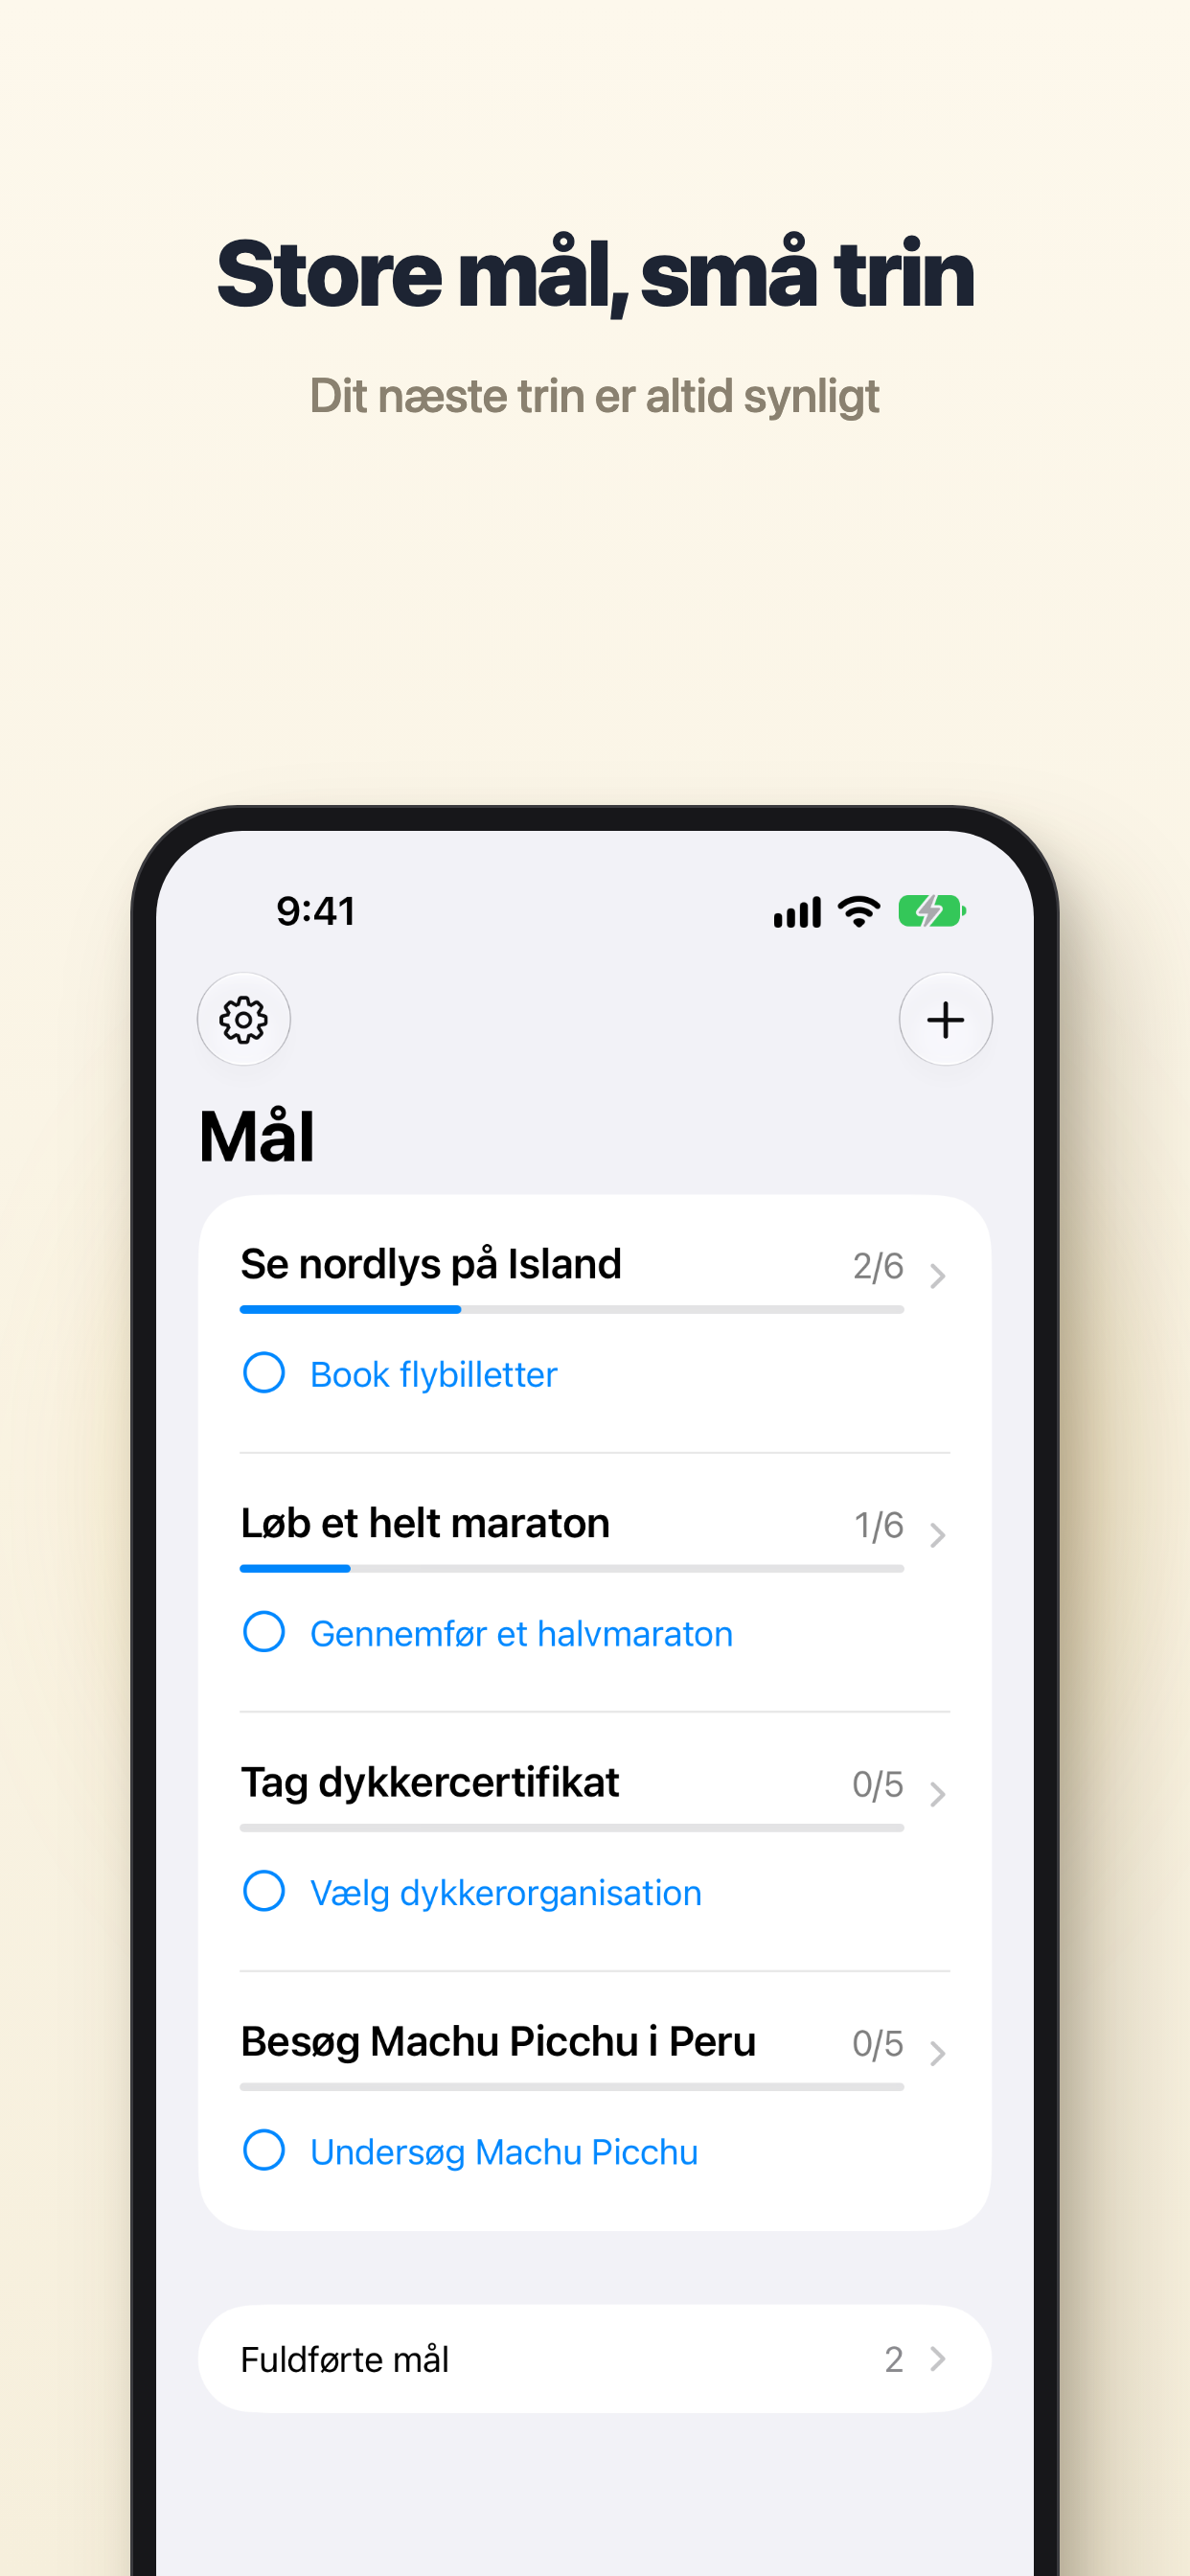 Store mål, små trin
Dit næste trin er altid synligt
9:41
Mål
Se nordlys på Island 2/6
Book flybilletter
Løb et helt maraton 1/6
Gennemfør et halvmaraton
Tag dykkercertifikat 0/5
Vælg dykkerorganisation
Besøg Machu Picchu i Peru 0/5
Undersøg Machu Picchu
Fuldførte mål 2